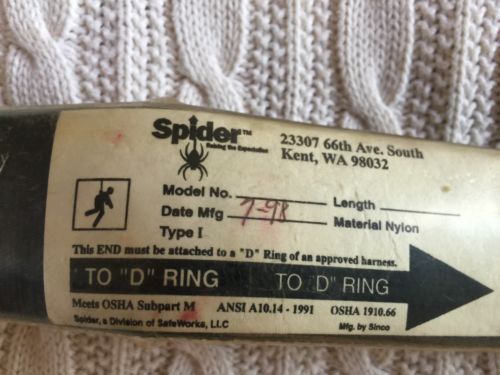 Spider™
Raising the Expectation
23307 66th Ave. South
Kent, WA 98032
Model No. Length
Date Mfg 7-98 Material Nylon
Type I
This END must be attached to a "D" Ring of an approved harness.
TO "D" RING TO "D" RING
Meets OSHA Subpart M ANSI A10.14 - 1991 OSHA 1910.66
Spider, a Division of SafeWorks, LLC Mfg. by Sinco